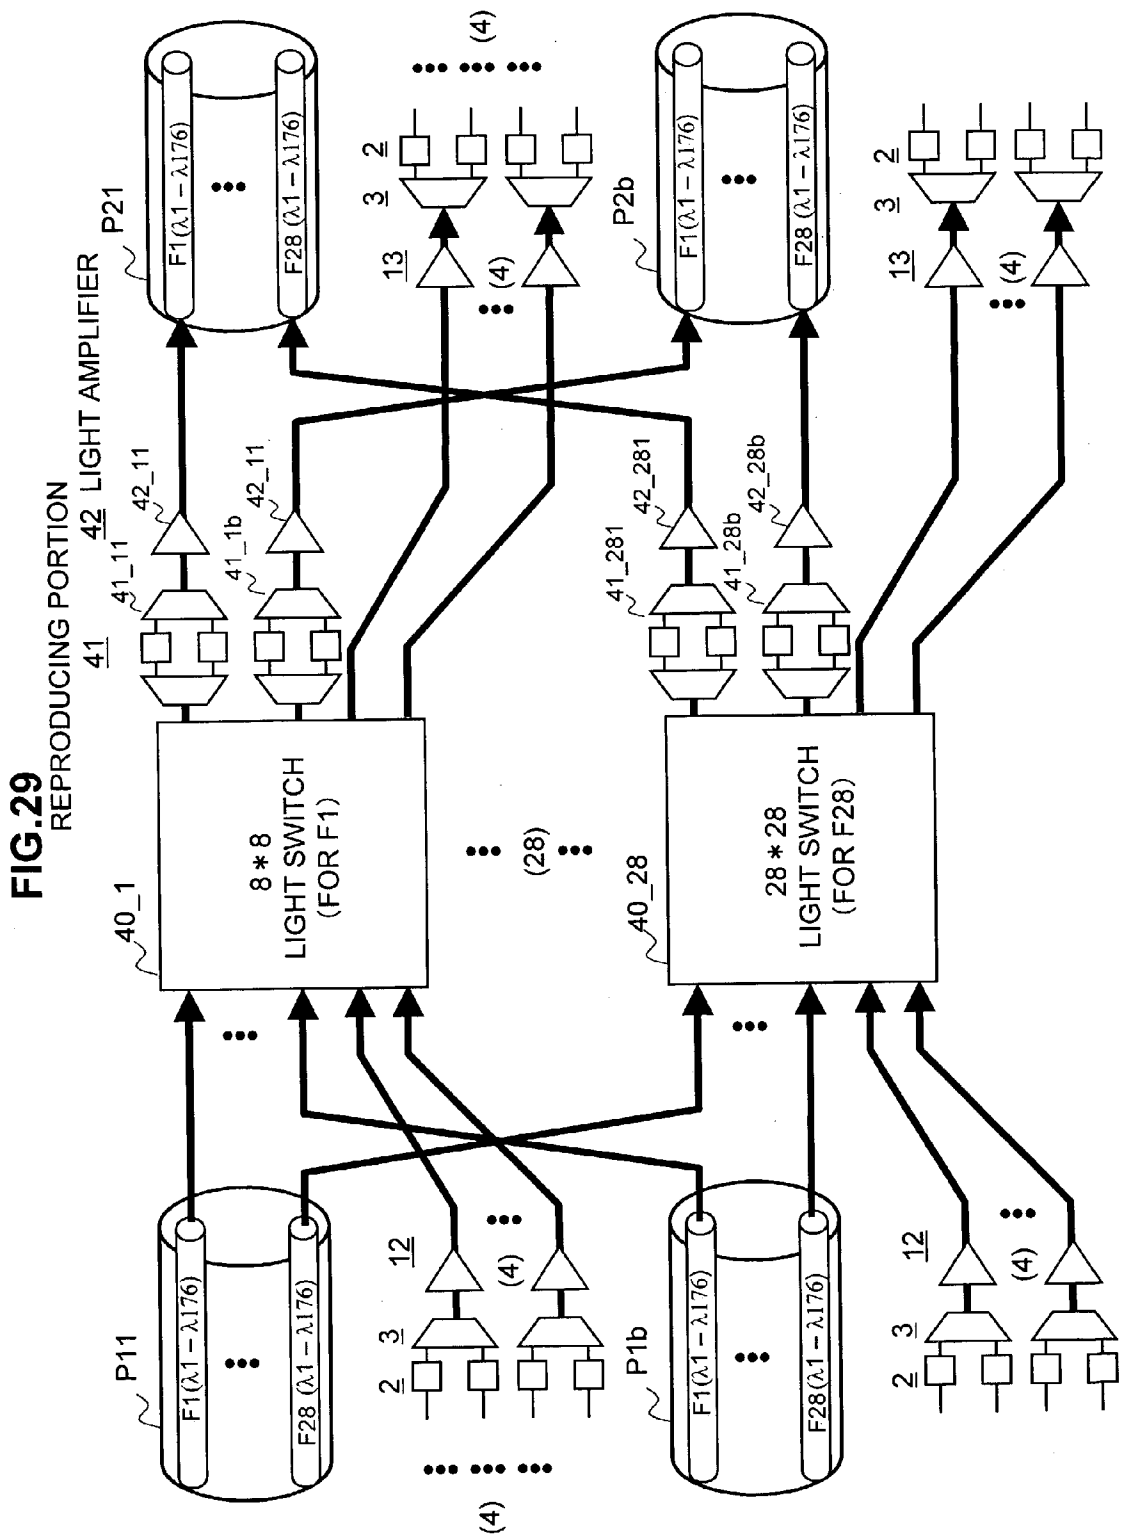 FIG.29
REPRODUCING PORTION
42 LIGHT AMPLIFIER
41
P11
F1(λ1−λ176)
•••
F28 (λ1−λ176)
40_1
8*8
LIGHT SWITCH
(FOR F1)
•••
41_11
42_11
41_1b
42_11
P21
F1(λ1−λ176)
•••
F28 (λ1−λ176)
(4)
••• ••• •••
2
3
12
•••
(4)
••• (28) •••
13
3
2
•••
(4)
••• ••• •••
(4)
P1b
F1(λ1−λ176)
•••
F28(λ1−λ176)
40_28
28*28
LIGHT SWITCH
(FOR F28)
•••
41_281
42_281
41_28b
42_28b
P2b
F1(λ1−λ176)
•••
F28 (λ1−λ176)
2
3
12
•••
(4)
13
3
2
•••
(4)